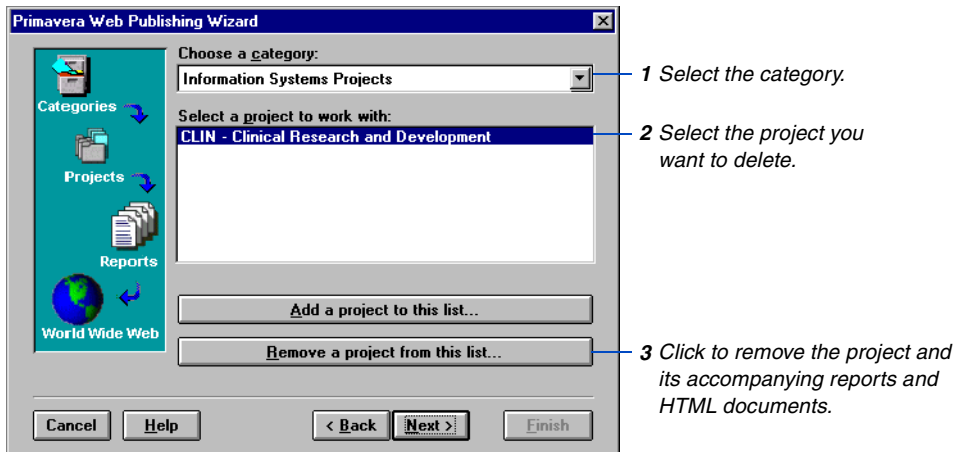 Primavera Web Publishing Wizard
Categories
Projects
Reports
World Wide Web
Choose a category:
Information Systems Projects
Select a project to work with:
CLIN - Clinical Research and Development
Add a project to this list...
Remove a project from this list...
Cancel
Help
< Back
Next >
Finish
1 Select the category.
2 Select the project you
want to delete.
3 Click to remove the project and
its accompanying reports and
HTML documents.